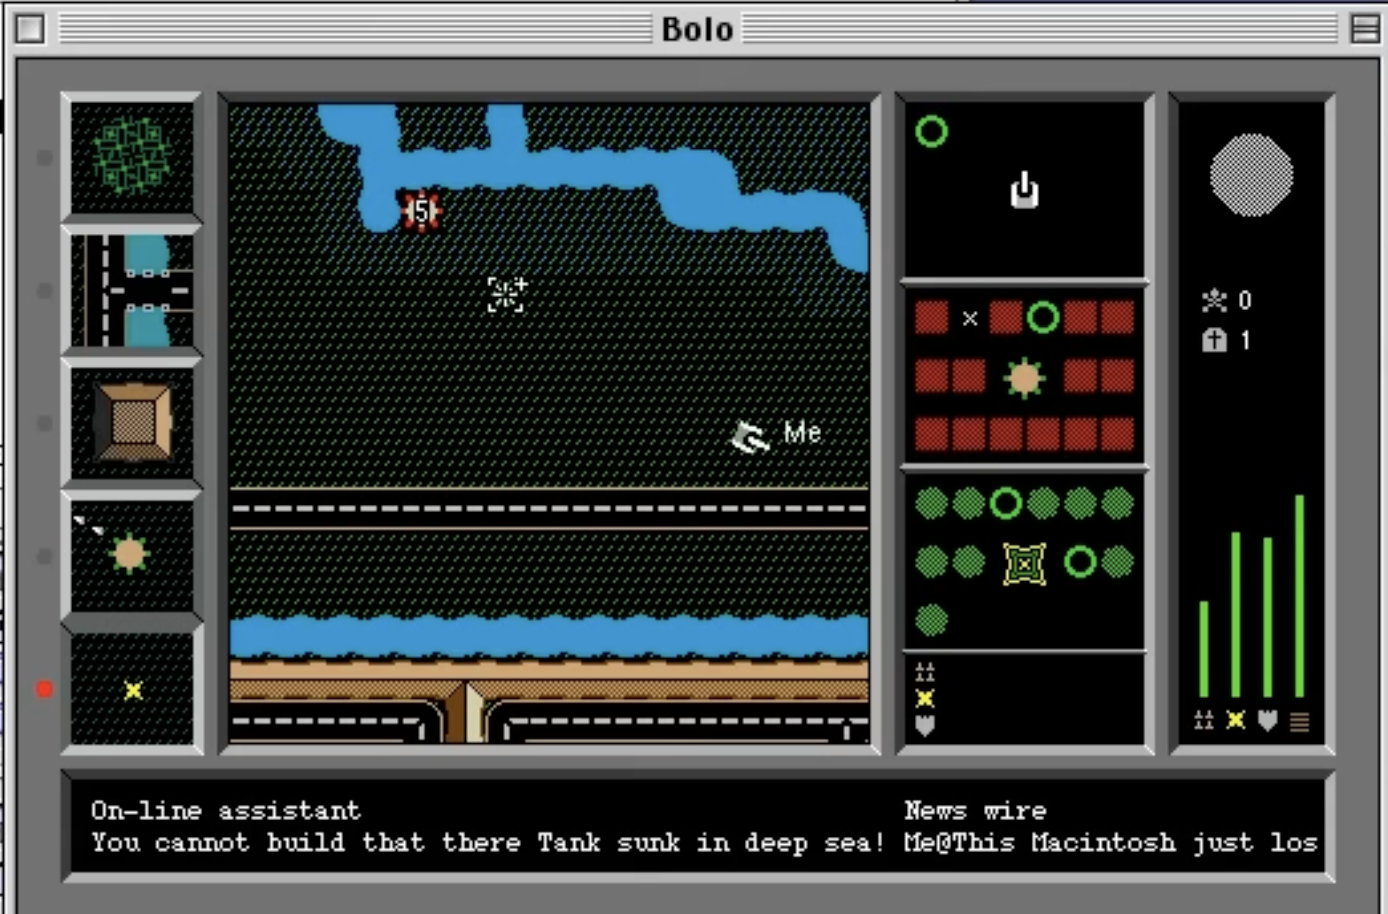 Bolo
5
0
1
Me
On-line assistant
You cannot build that there Tank sunk in deep sea!
News wire
Me@This Macintosh just los